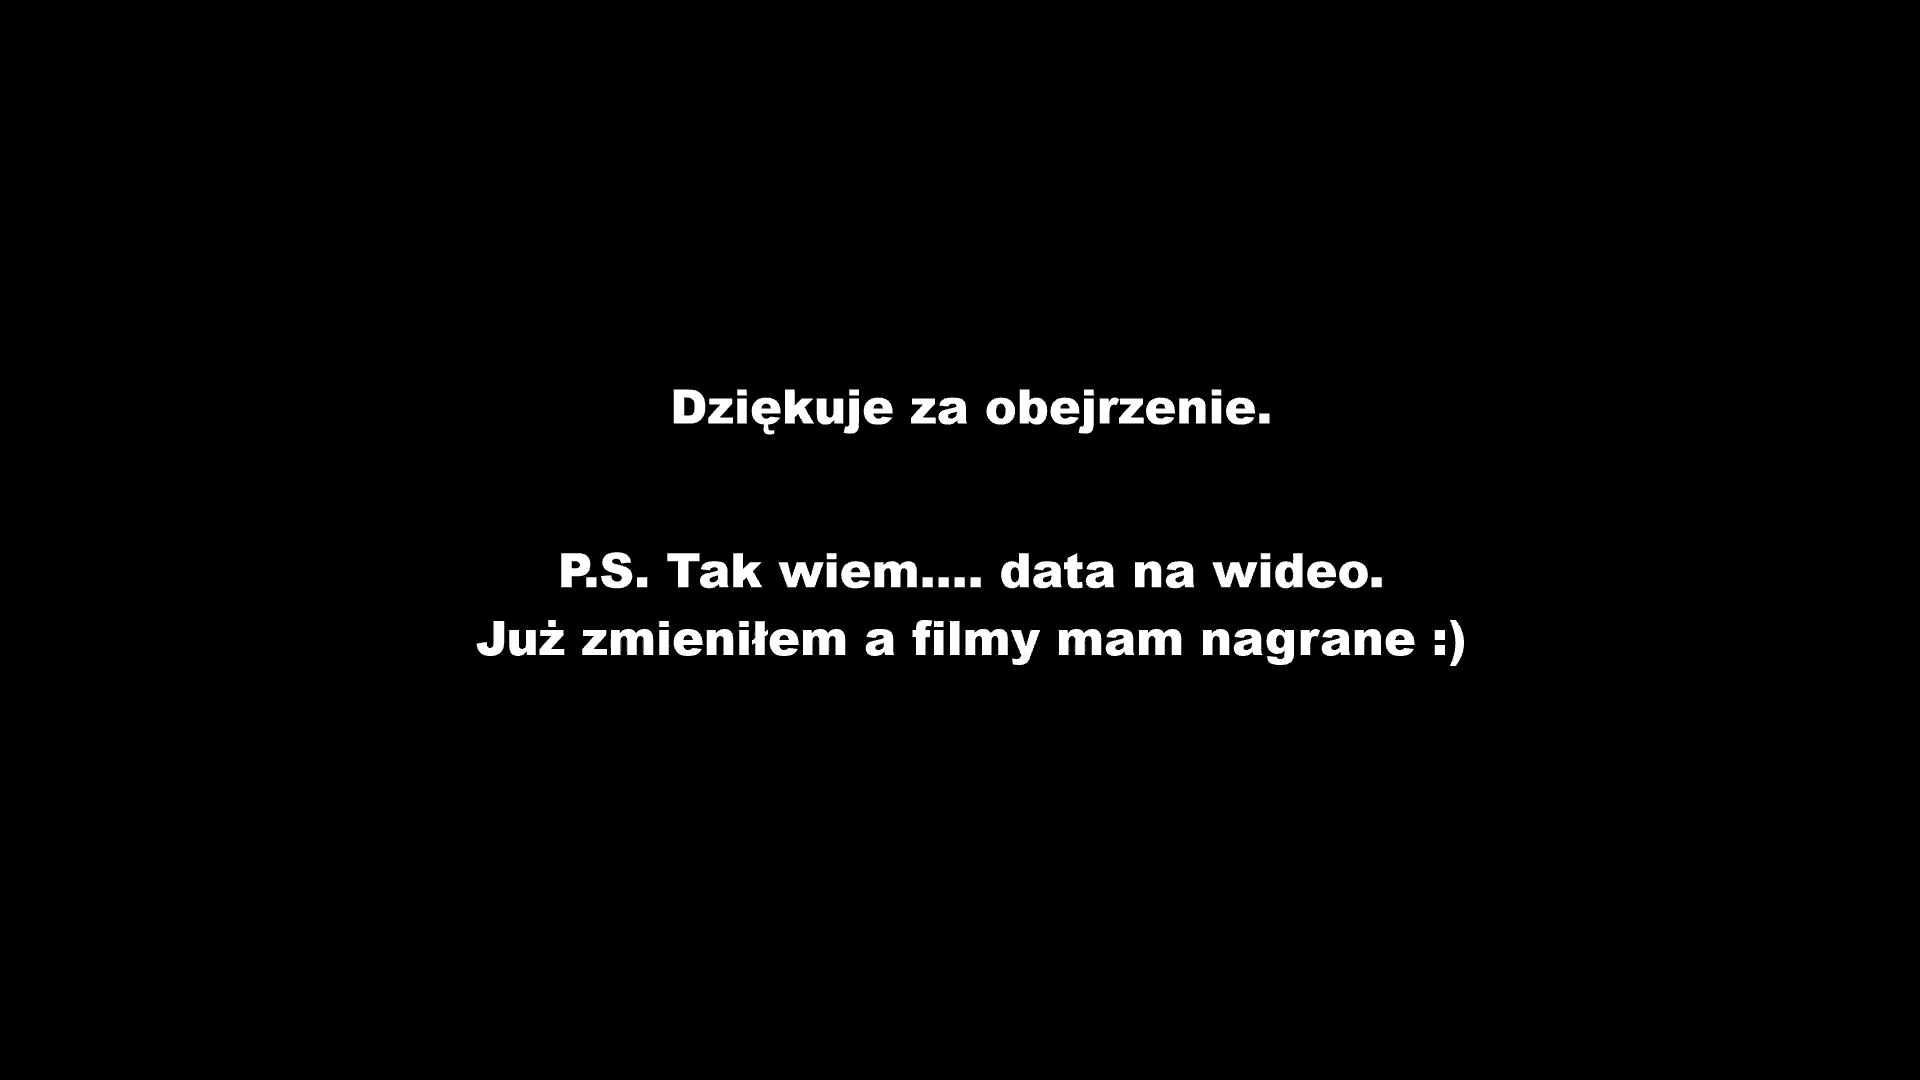 Dziękuje za obejrzenie.
P.S. Tak wiem.... data na wideo.
Już zmieniłem a filmy mam nagrane :)